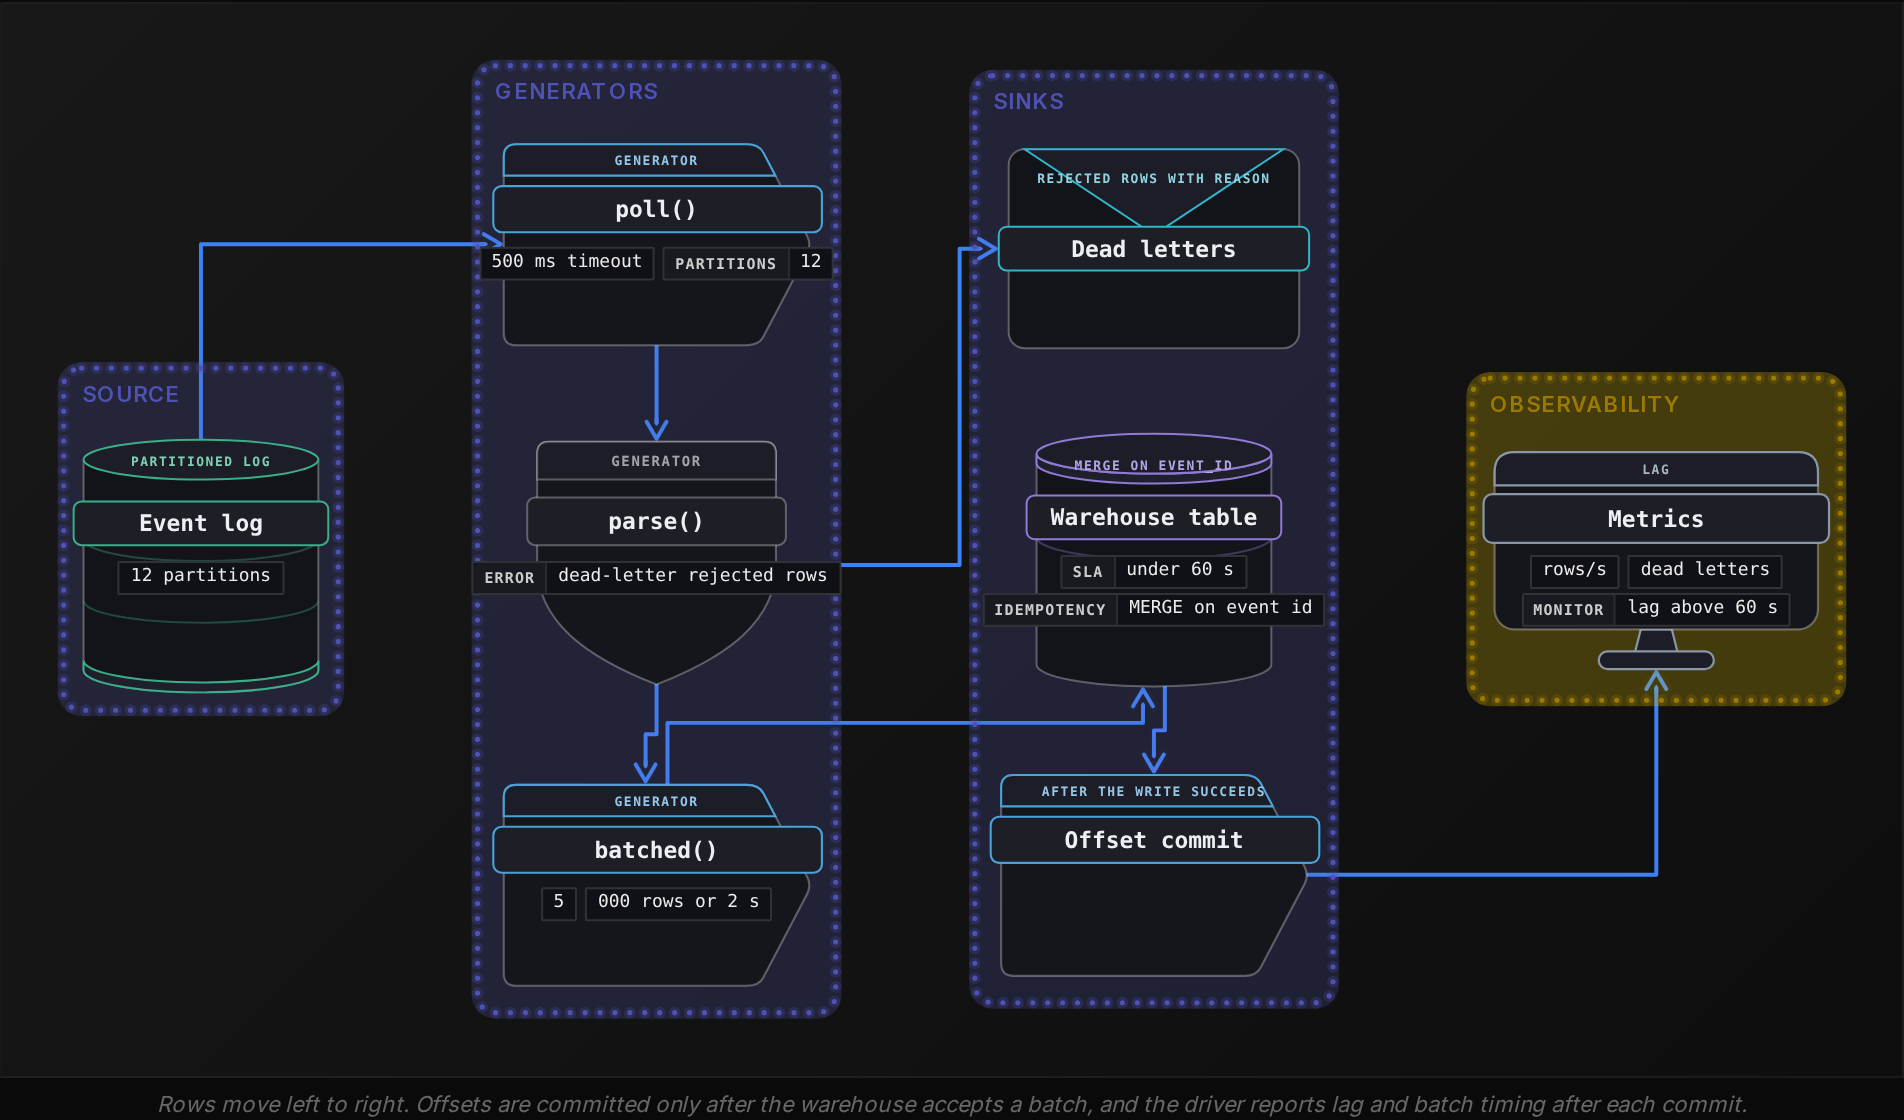 SOURCE
PARTITIONED LOG
Event log
12 partitions
GENERATORS
GENERATOR
poll()
500 ms timeout
PARTITIONS 12
GENERATOR
parse()
ERROR dead-letter rejected rows
GENERATOR
batched()
5
000 rows or 2 s
SINKS
REJECTED ROWS WITH REASON
Dead letters
MERGE ON EVENT_ID
Warehouse table
SLA under 60 s
IDEMPOTENCY MERGE on event id
AFTER THE WRITE SUCCEEDS
Offset commit
OBSERVABILITY
LAG
Metrics
rows/s
dead letters
MONITOR lag above 60 s
Rows move left to right. Offsets are committed only after the warehouse accepts a batch, and the driver reports lag and batch timing after each commit.